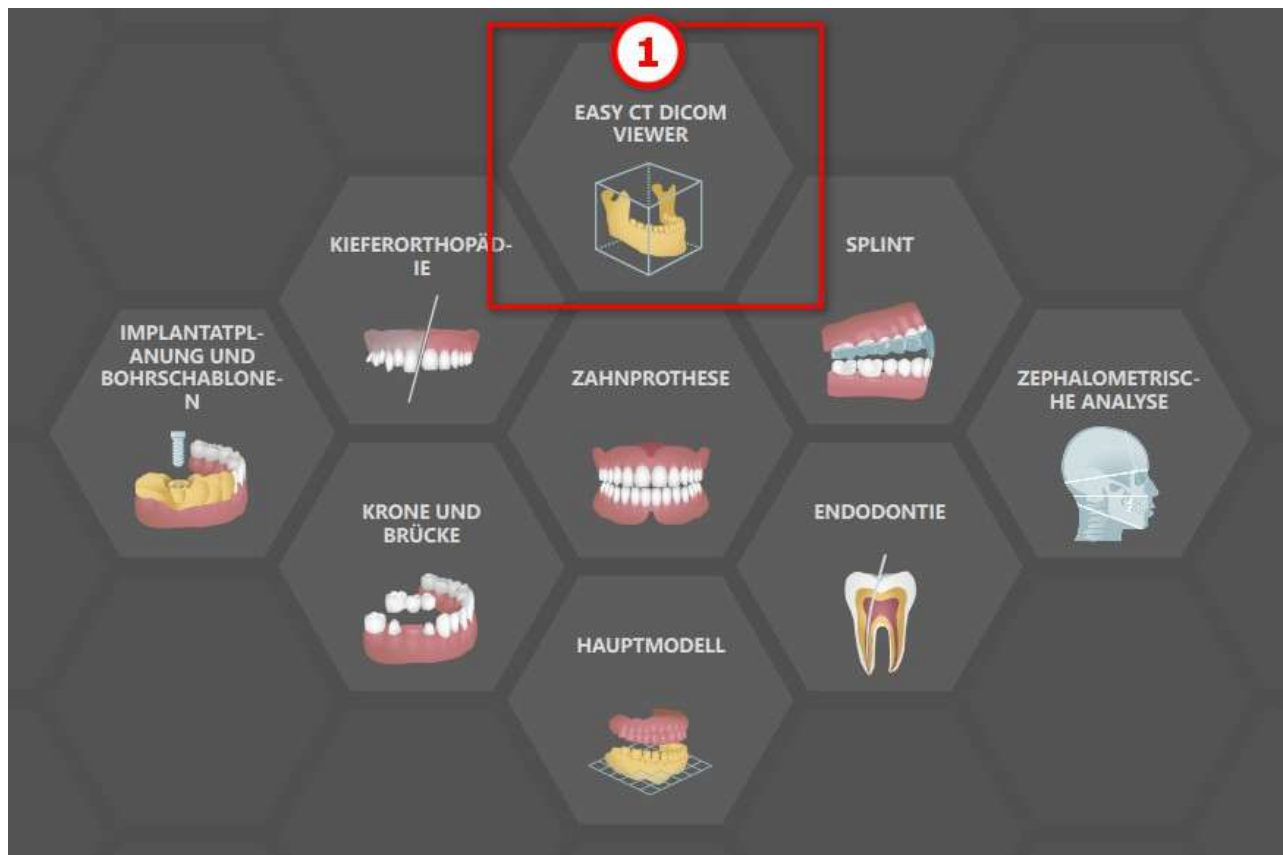 1
EASY CT DICOM
VIEWER
KIEFERORTHOPÄD-
IE
SPLINT
IMPLANTATPL-
ANUNG UND
BOHRSCHABLONE-
N
ZAHNPROTHESE
ZEPHALOMETRISC-
HE ANALYSE
KRONE UND
BRÜCKE
ENDODONTIE
HAUPTMODELL